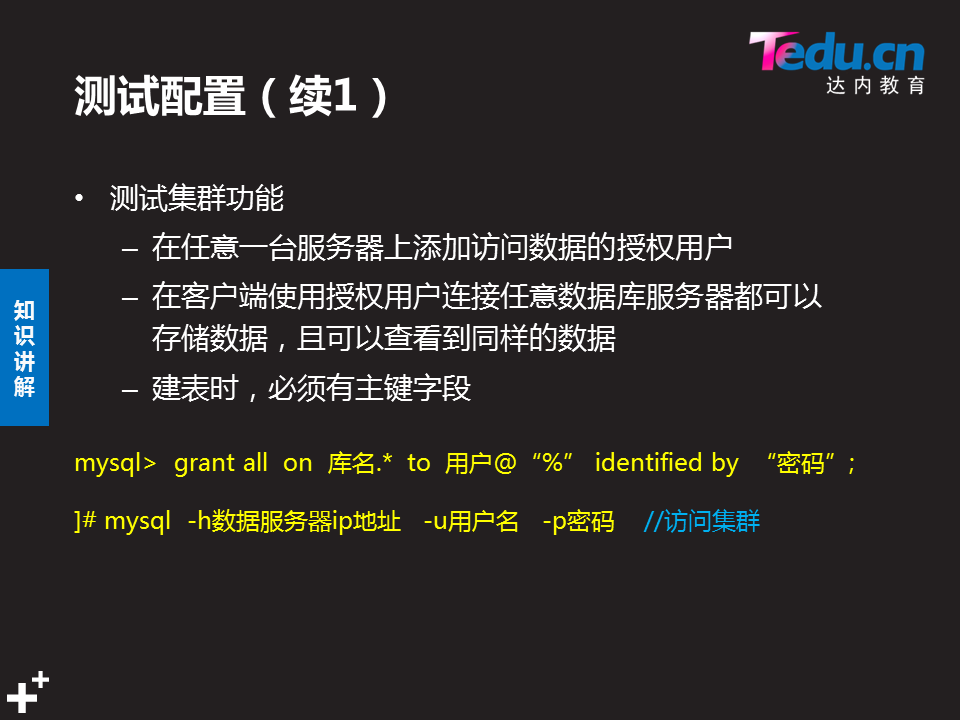 Tedu.cn
达内教育
测试配置（续1）
• 测试集群功能
– 在任意一台服务器上添加访问数据的授权用户
– 在客户端使用授权用户连接任意数据库服务器都可以
存储数据，且可以查看到同样的数据
– 建表时，必须有主键字段
知
识
讲
解
mysql> grant all on 库名.* to 用户@“%” identified by “密码”;
]# mysql -h数据服务器ip地址 -u用户名 -p密码 //访问集群